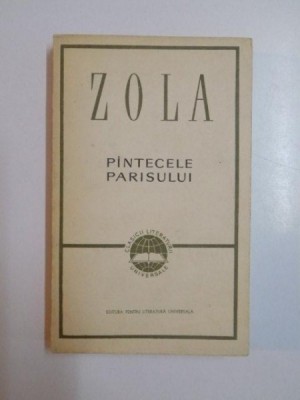 ZOLA
PÎNTECELE
PARISULUI
CLASICII LITERATURII
UNIVERSALE
EDITURA PENTRU LITERATURĂ UNIVERSALĂ